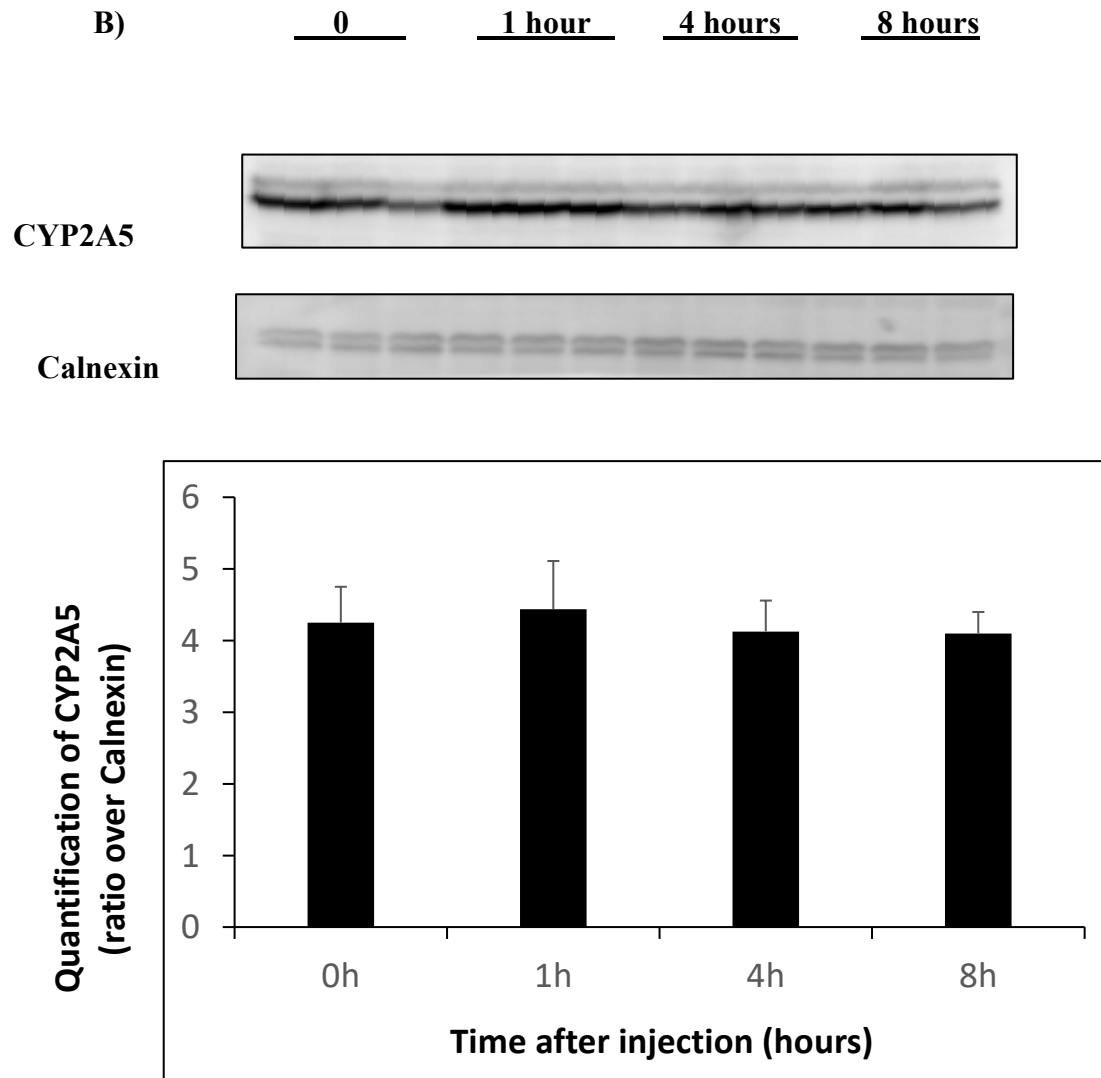 B) 0 1 hour 4 hours 8 hours
CYP2A5
Calnexin
Quantification of CYP2A5
(ratio over Calnexin)
6
5
4
3
2
1
0
0h 1h 4h 8h
Time after injection (hours)